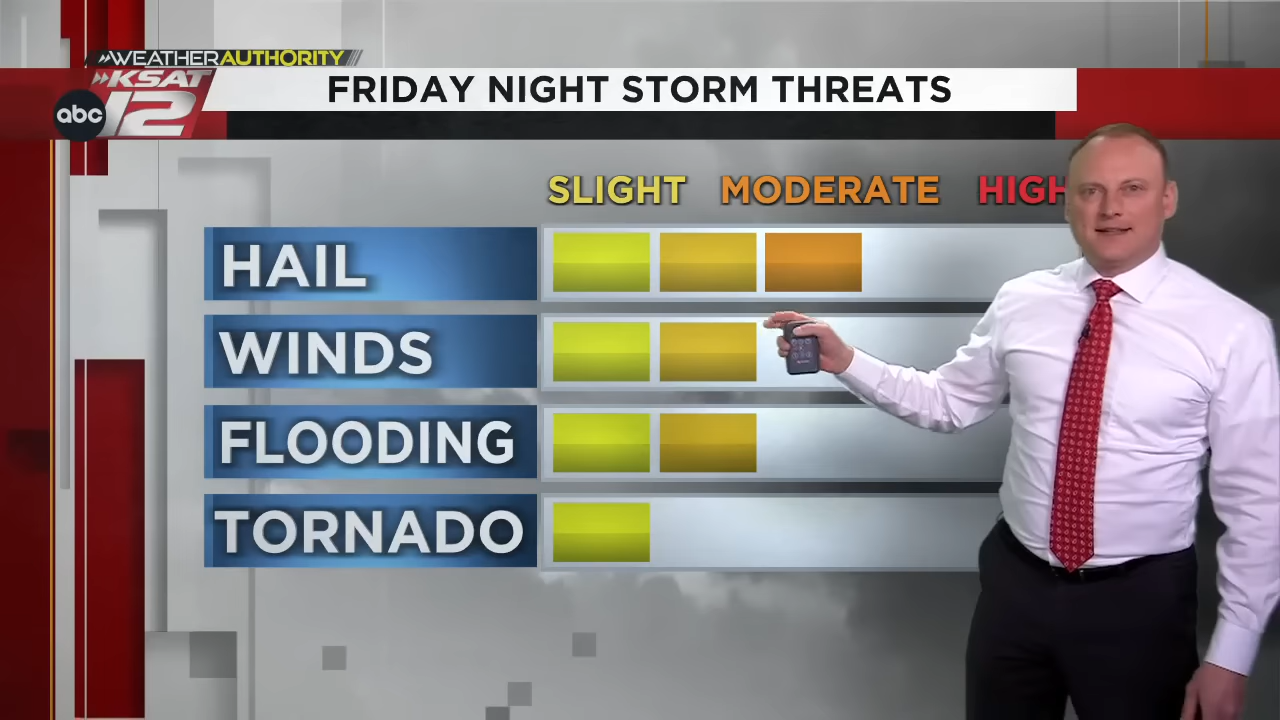 WEATHERAUTHORITY
KSAT
abc 12
FRIDAY NIGHT STORM THREATS
SLIGHT MODERATE HIGH
HAIL
WINDS
FLOODING
TORNADO